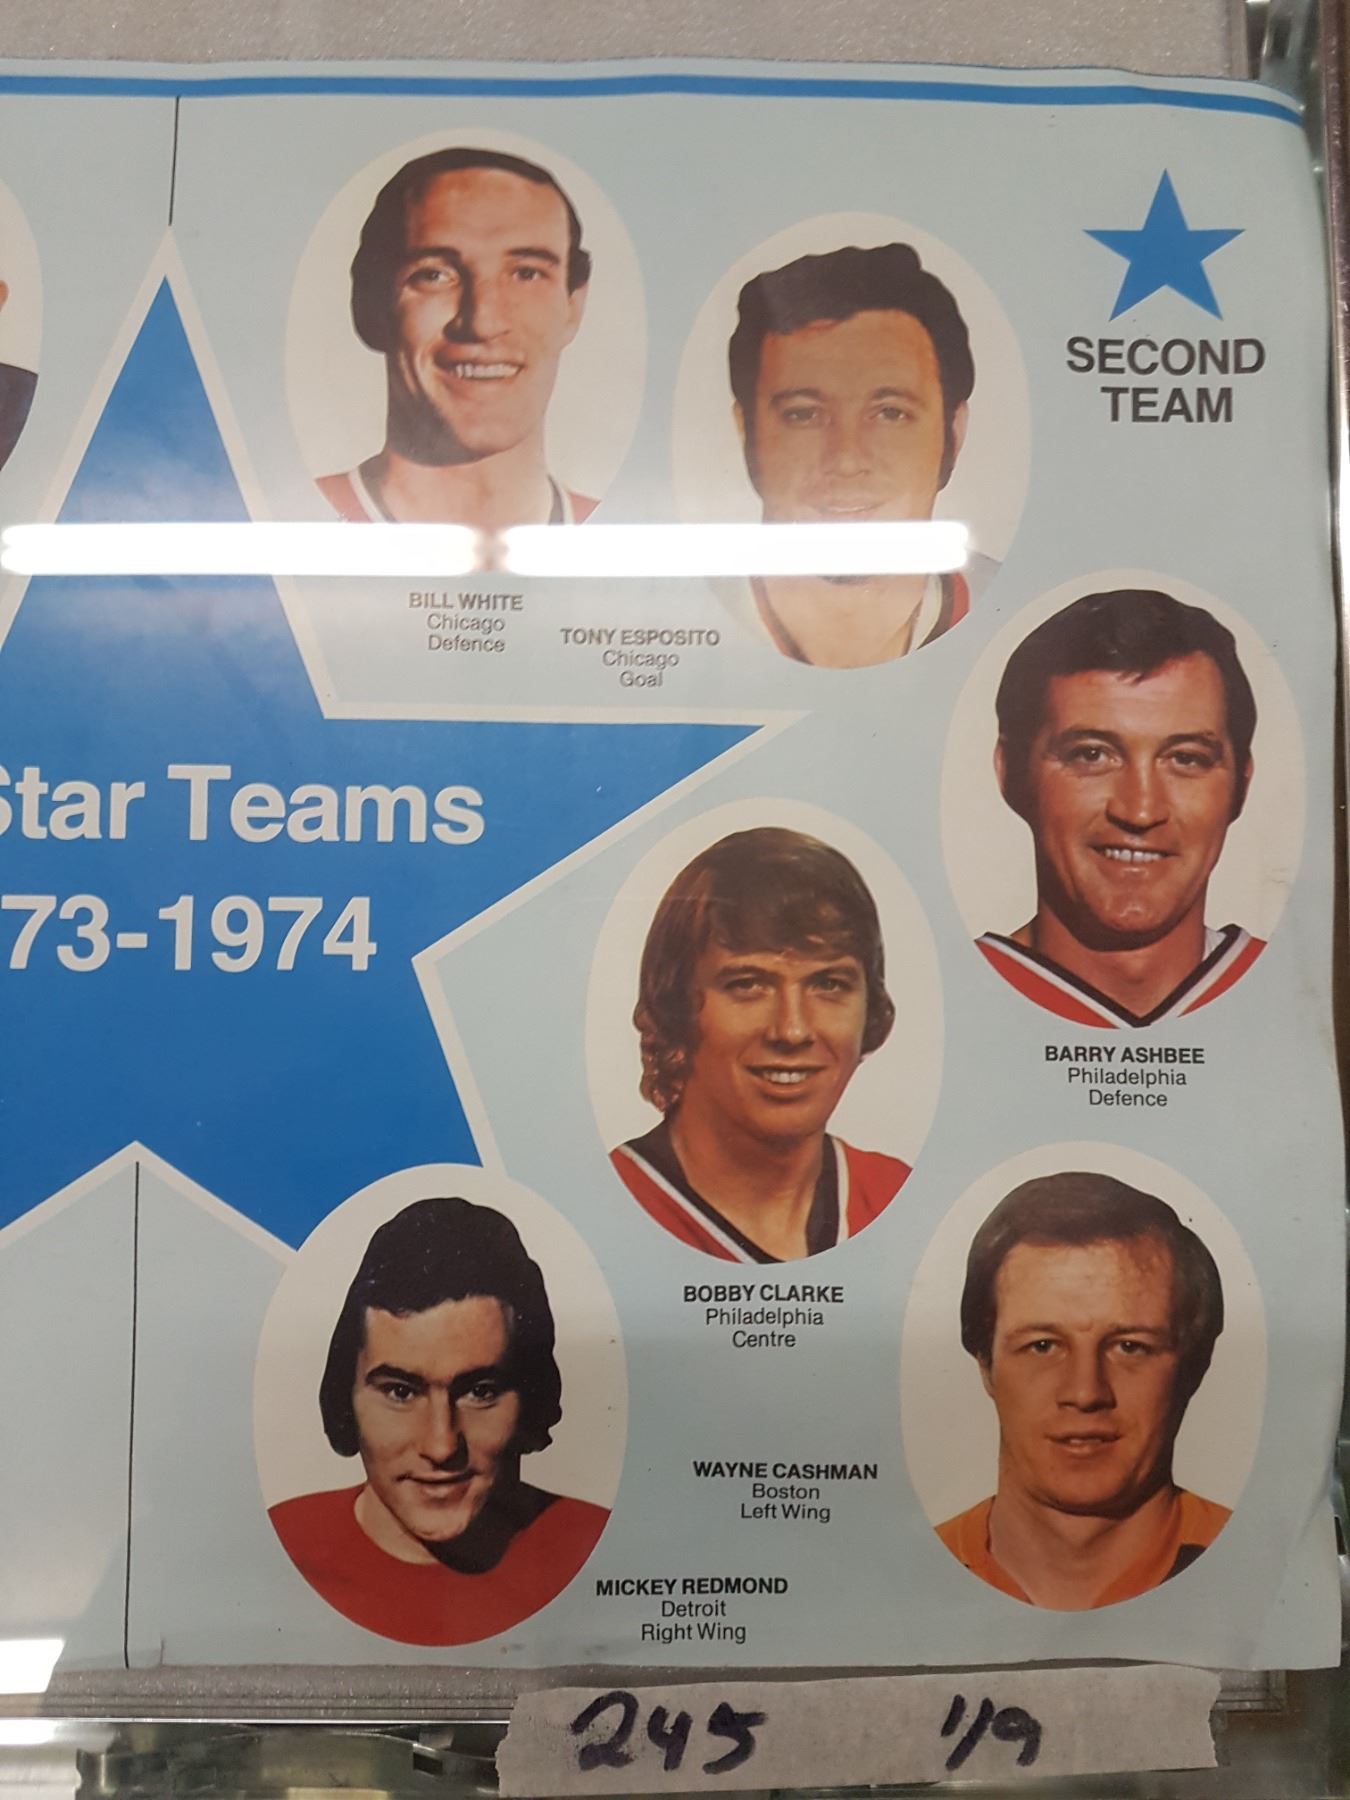 SECOND
TEAM
BILL WHITE
Chicago
Defence
TONY ESPOSITO
Chicago
Goal
Star Teams
73-1974
BARRY ASHBEE
Philadelphia
Defence
BOBBY CLARKE
Philadelphia
Centre
WAYNE CASHMAN
Boston
Left Wing
MICKEY REDMOND
Detroit
Right Wing
245 1/9